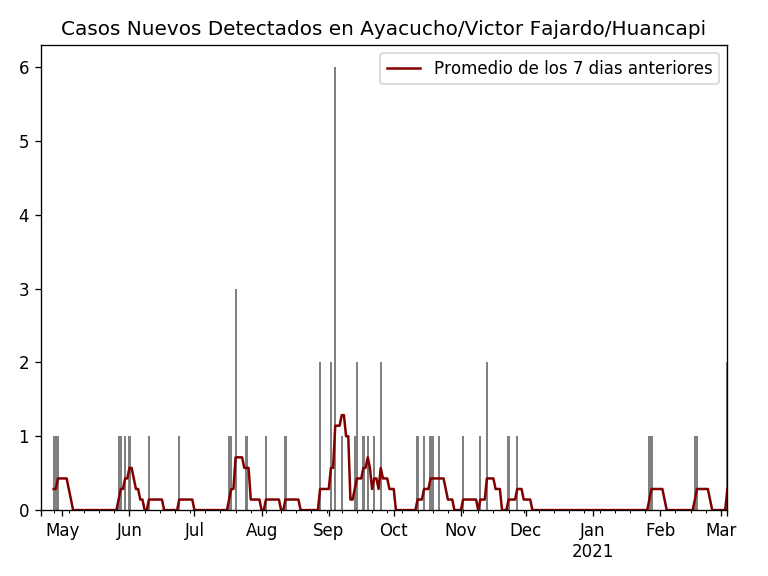 Casos Nuevos Detectados en Ayacucho/Victor Fajardo/Huancapi
Promedio de los 7 dias anteriores
6
5
4
3
2
1
0
May Jun Jul Aug Sep Oct Nov Dec Jan Feb Mar
2021